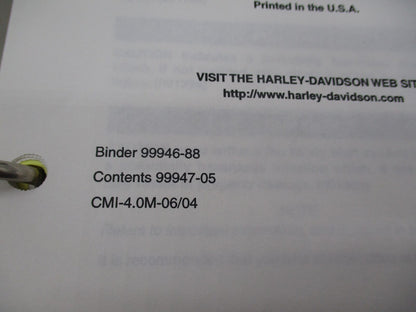 Printed in the U.S.A.
VISIT THE HARLEY-DAVIDSON WEB SIT
http://www.harley-davidson.com
Binder 99946-88
Contents 99947-05
CMI-4.0M-06/04